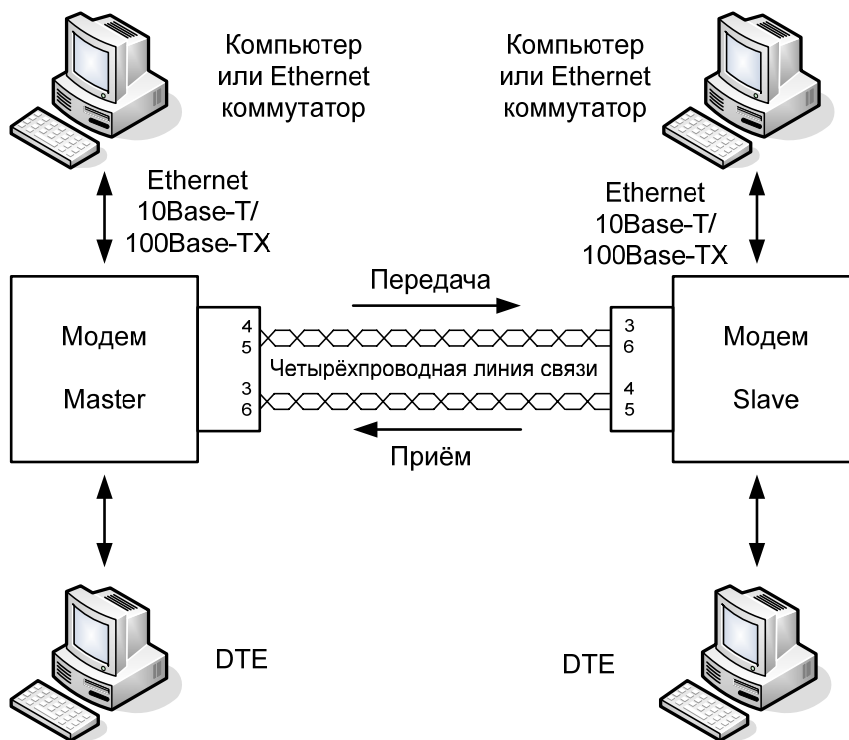 Компьютер
или Ethernet
коммутатор
Компьютер
или Ethernet
коммутатор
Ethernet
10Base-T/
100Base-TX
Ethernet
10Base-T/
100Base-TX
Модем
Master
4
5
3
6
Передача
Четырёхпроводная линия связи
Приём
3
6
4
5
Модем
Slave
DTE
DTE